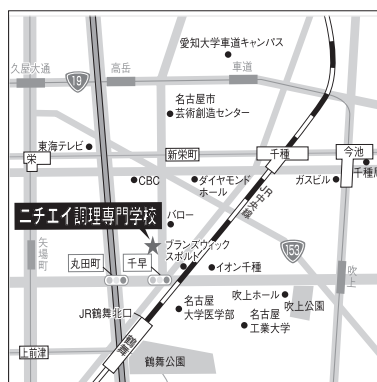 愛知大学車道キャンパス
久屋大通
19
高岳
車道
名古屋市
芸術創造センター
東海テレビ
栄
新栄町
千種
今池
千種
CBC
ダイヤモンド
ホール
ガスビル
JR中央線
ニチエイ調理専門学校
バロー
矢場町
ブランズウィック
スポルト
153
丸田町
千早
イオン千種
吹上
JR鶴舞北口
名古屋
大学医学部
吹上ホール
吹上公園
名古屋
工業大学
上前津
鶴舞
鶴舞公園